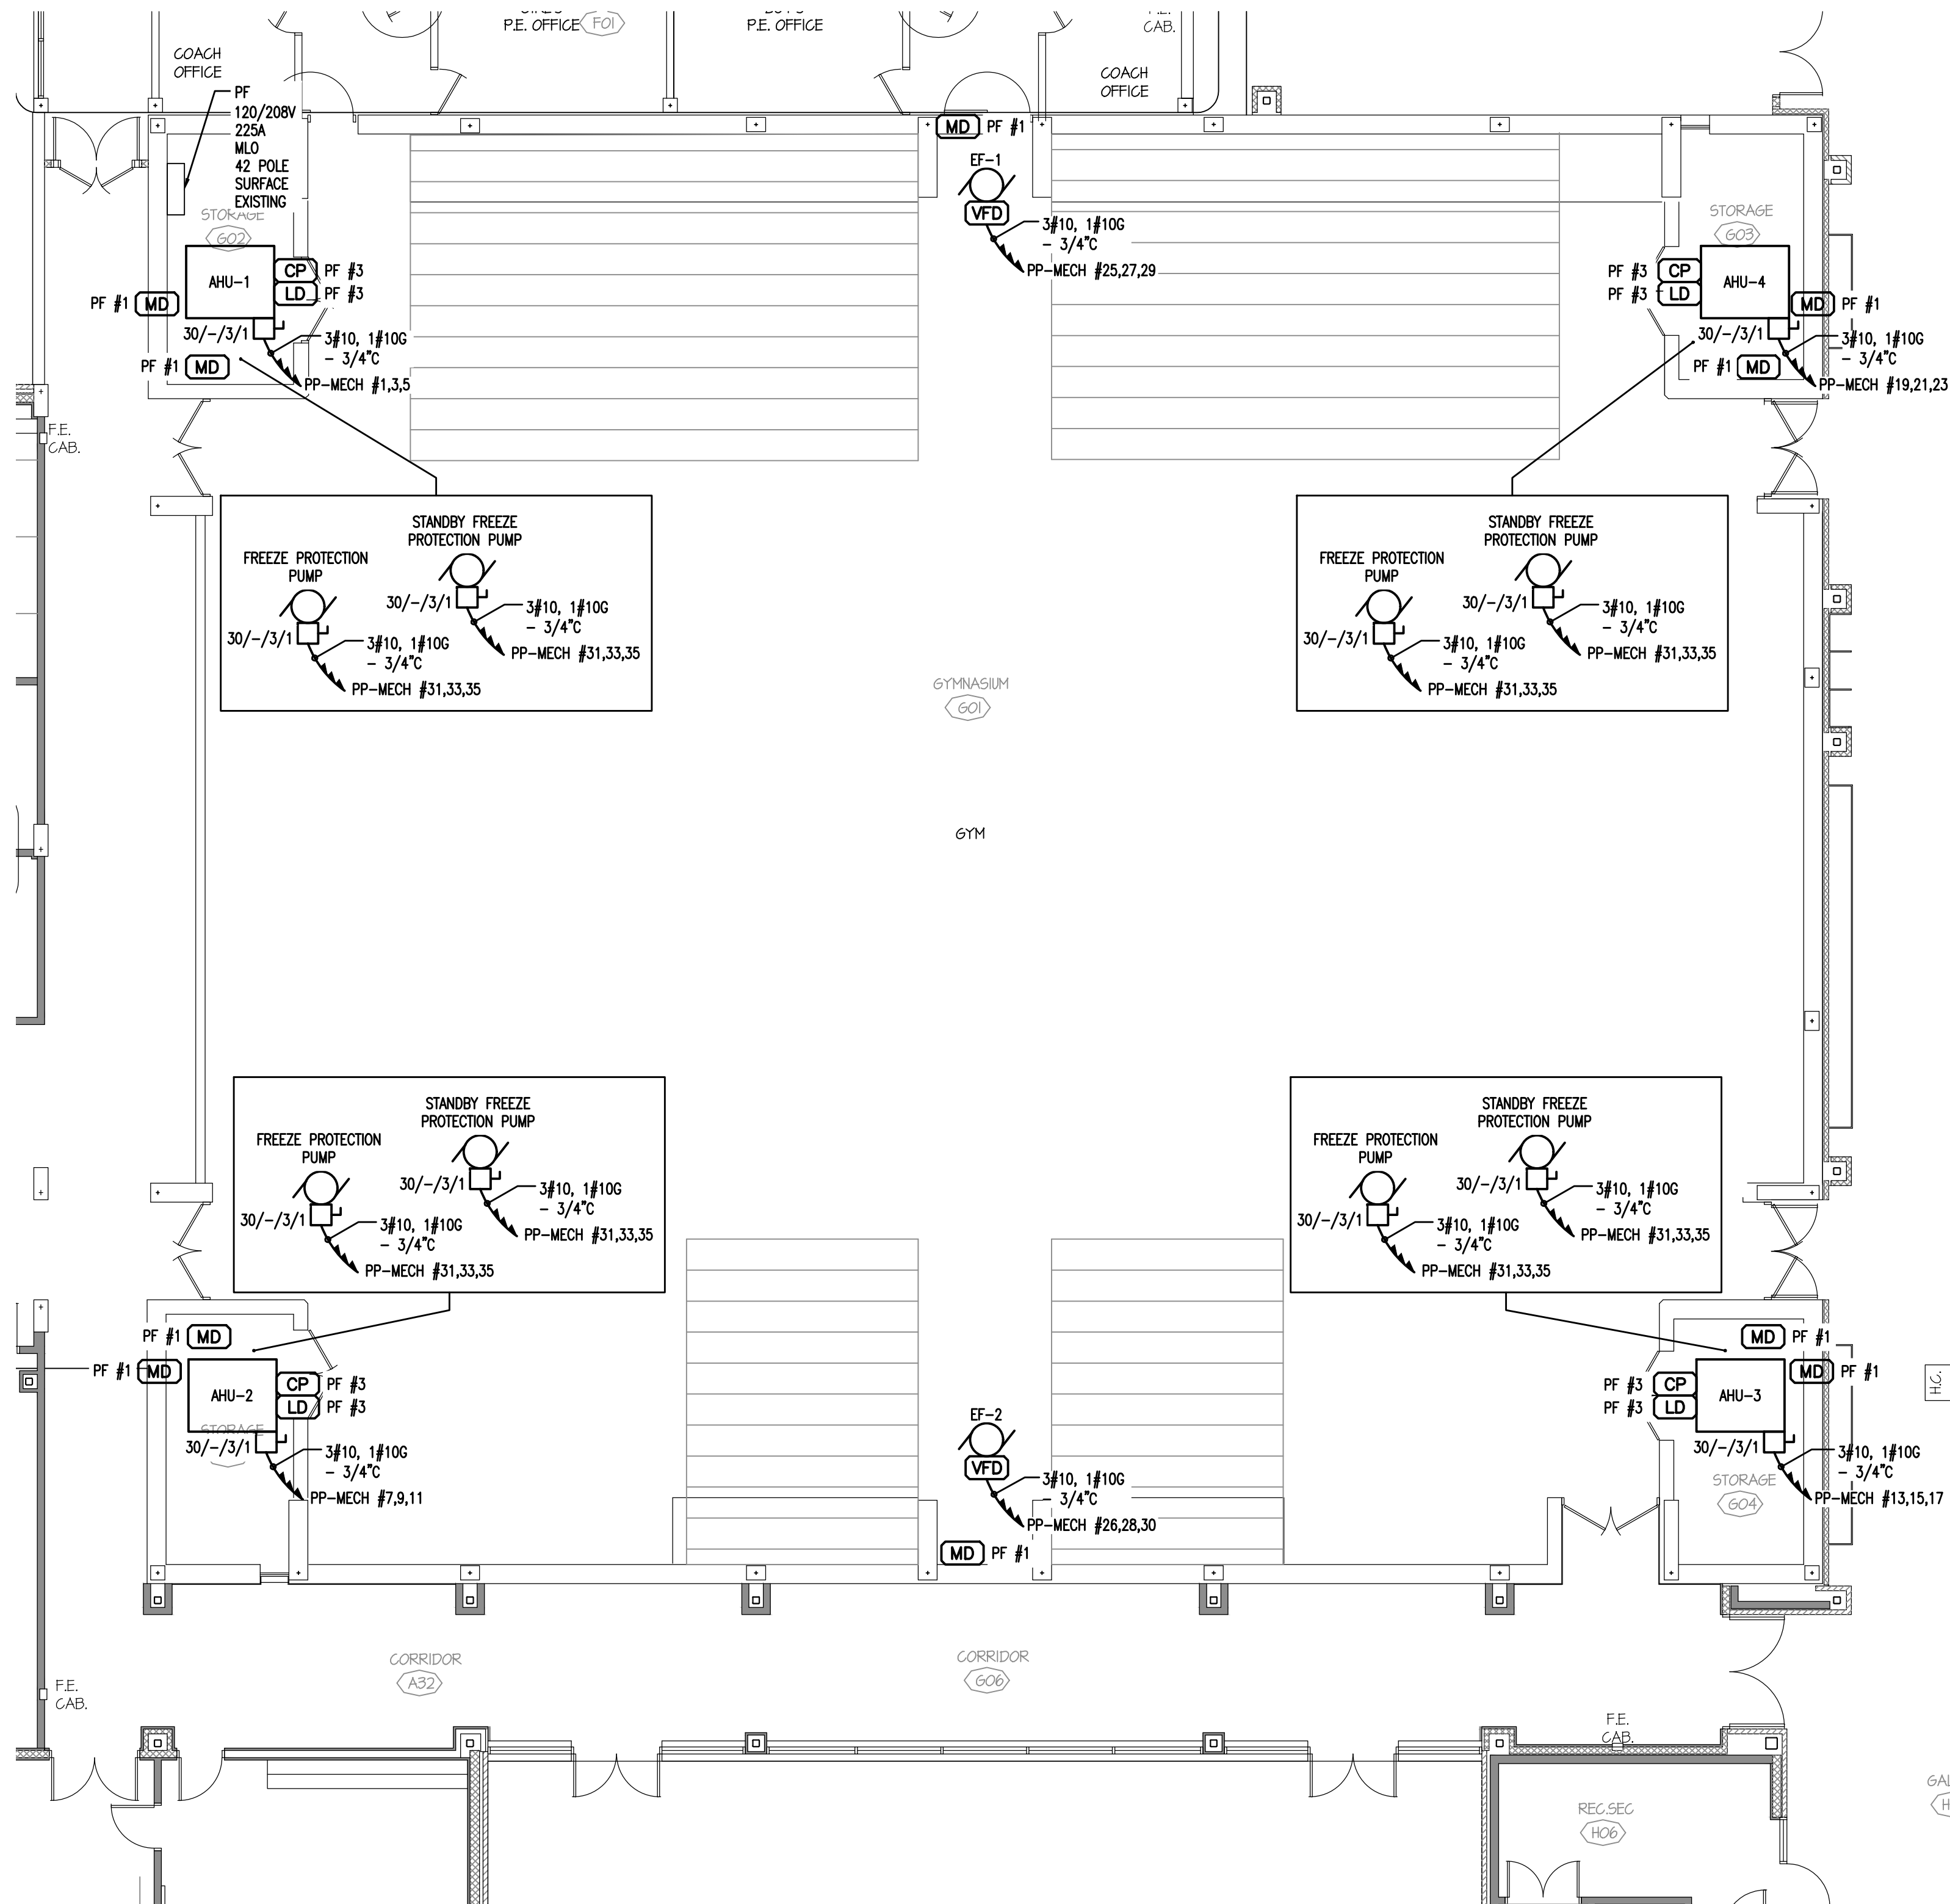 P.E. OFFICE
F01
P.E. OFFICE
CAB.
COACH
OFFICE
COACH
OFFICE
PF
120/208V
225A
MLO
42 POLE
SURFACE
EXISTING
STORAGE
G02
AHU-1
CP PF #3
LD PF #3
PF #1 MD
30/-/3/1
3#10, 1#10G
- 3/4"C
PF #1 MD
PP-MECH #1,3,5
MD PF #1
EF-1
VFD
3#10, 1#10G
- 3/4"C
PP-MECH #25,27,29
STORAGE
G03
PF #3 CP
PF #3 LD
AHU-4
MD PF #1
30/-/3/1
3#10, 1#10G
- 3/4"C
PF #1 MD
PP-MECH #19,21,23
F.E.
CAB.
STANDBY FREEZE
PROTECTION PUMP
FREEZE PROTECTION
PUMP
30/-/3/1
3#10, 1#10G
- 3/4"C
PP-MECH #31,33,35
30/-/3/1
3#10, 1#10G
- 3/4"C
PP-MECH #31,33,35
STANDBY FREEZE
PROTECTION PUMP
FREEZE PROTECTION
PUMP
30/-/3/1
3#10, 1#10G
- 3/4"C
PP-MECH #31,33,35
30/-/3/1
3#10, 1#10G
- 3/4"C
PP-MECH #31,33,35
GYMNASIUM
G01
GYM
STANDBY FREEZE
PROTECTION PUMP
FREEZE PROTECTION
PUMP
30/-/3/1
3#10, 1#10G
- 3/4"C
PP-MECH #31,33,35
30/-/3/1
3#10, 1#10G
- 3/4"C
PP-MECH #31,33,35
STANDBY FREEZE
PROTECTION PUMP
FREEZE PROTECTION
PUMP
30/-/3/1
3#10, 1#10G
- 3/4"C
PP-MECH #31,33,35
30/-/3/1
3#10, 1#10G
- 3/4"C
PP-MECH #31,33,35
PF #1 MD
PF #1 MD
AHU-2
CP PF #3
LD PF #3
STORAGE
30/-/3/1
3#10, 1#10G
- 3/4"C
PP-MECH #7,9,11
EF-2
VFD
3#10, 1#10G
- 3/4"C
PP-MECH #26,28,30
MD PF #1
MD PF #1
MD PF #1
PF #3 CP
PF #3 LD
AHU-3
30/-/3/1
3#10, 1#10G
- 3/4"C
STORAGE
G04
PP-MECH #13,15,17
H.C.
CORRIDOR
A32
CORRIDOR
G06
F.E.
CAB.
F.E.
CAB.
REC.SEC
H06